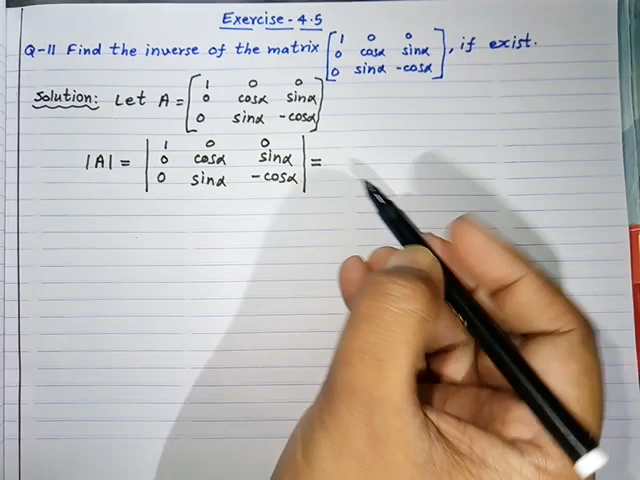 Exercise - 4.5
Q-11 Find the inverse of the matrix [1 0 0
0 cosα sinα
0 sinα -cosα], if exist.
Solution: Let A = [1 0 0
0 cosα sinα
0 sinα -cosα]
|A| = |1 0 0
0 cosα sinα
0 sinα -cosα| =